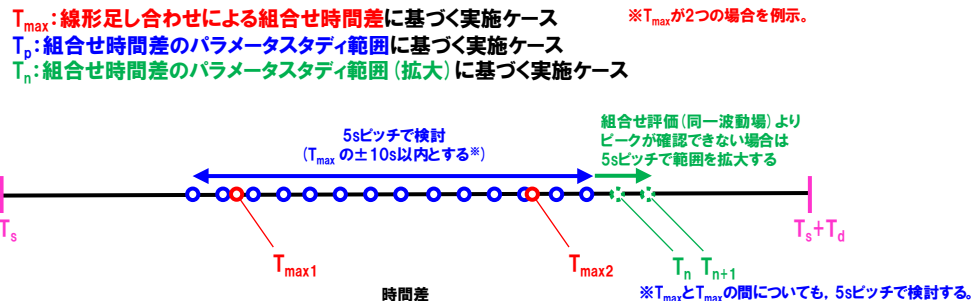 Tmax：線形足し合わせによる組合せ時間差に基づく実施ケース
※Tmaxが2つの場合を例示。
Tp：組合せ時間差のパラメータスタディ範囲に基づく実施ケース
Tn：組合せ時間差のパラメータスタディ範囲（拡大）に基づく実施ケース
5sピッチで検討
（Tmax の±10s以内とする※）
組合せ評価（同一波動場）より
ピークが確認できない場合は
5sピッチで範囲を拡大する
Ts
Ts+Td
Tmax1
Tmax2
Tn
Tn+1
時間差
※TmaxとTmaxの間についても，5sピッチで検討する。